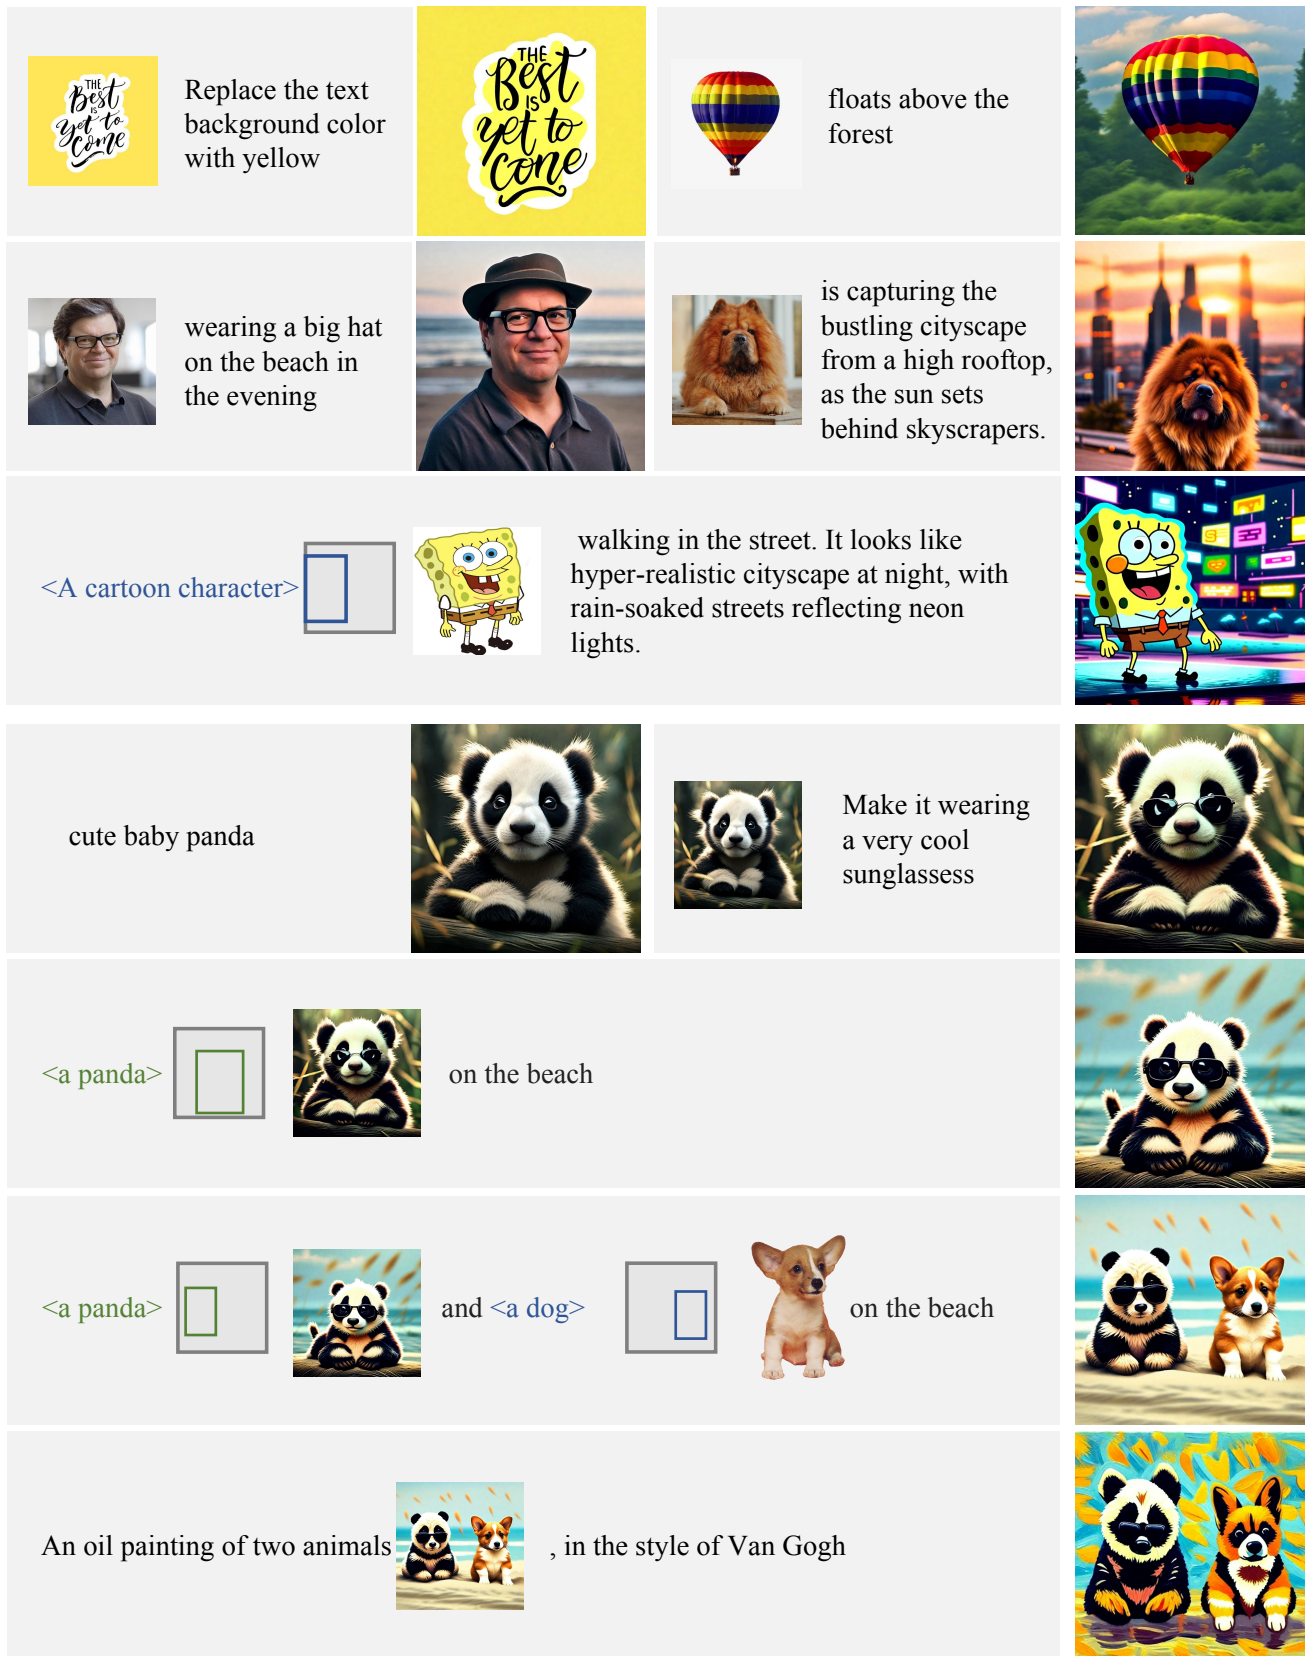 THE
Best
IS
yet to
come
Replace the text
background color
with yellow
THE
Best
IS
yet to
cone
floats above the
forest
wearing a big hat
on the beach in
the evening
is capturing the
bustling cityscape
from a high rooftop,
as the sun sets
behind skyscrapers.
<A cartoon character>
walking in the street. It looks like
hyper-realistic cityscape at night, with
rain-soaked streets reflecting neon
lights.
cute baby panda
Make it wearing
a very cool
sunglassess
<a panda>
on the beach
<a panda>
and <a dog>
on the beach
An oil painting of two animals
, in the style of Van Gogh